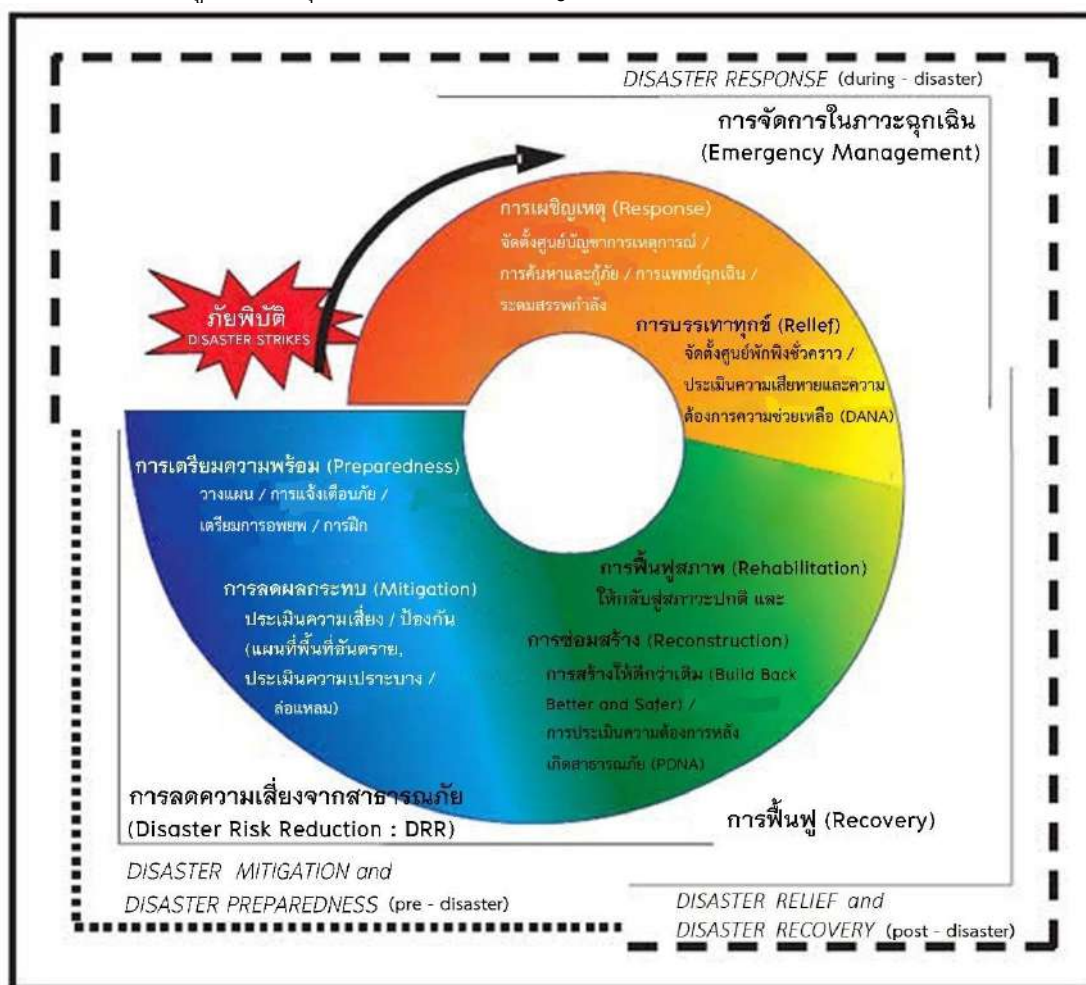 DISASTER RESPONSE (during - disaster)
การจัดการในภาวะฉุกเฉิน
(Emergency Management)
การเผชิญเหตุ (Response)
จัดตั้งศูนย์บัญชาการเหตุการณ์ /
การค้นหาและกู้ภัย / การแพทย์ฉุกเฉิน /
ระดมสรรพกำลัง
ภัยพิบัติ
DISASTER STRIKES
การบรรเทาทุกข์ (Relief)
จัดตั้งศูนย์พักพิงชั่วคราว /
ประเมินความเสียหายและความ
ต้องการความช่วยเหลือ (DANA)
การเตรียมความพร้อม (Preparedness)
วางแผน / การแจ้งเตือนภัย /
เตรียมการอพยพ / การฝึก
การลดผลกระทบ (Mitigation)
ประเมินความเสี่ยง / ป้องกัน
(แผนที่พื้นที่อันตราย,
ประเมินความเปราะบาง /
ล่อแหลม)
การฟื้นฟูสภาพ (Rehabilitation)
ให้กลับสู่สภาวะปกติ และ
การซ่อมสร้าง (Reconstruction)
การสร้างให้ดีกว่าเดิม (Build Back
Better and Safer) /
การประเมินความต้องการหลัง
เกิดสาธารณภัย (PDNA)
การลดความเสี่ยงจากสาธารณภัย
(Disaster Risk Reduction : DRR)
การฟื้นฟู (Recovery)
DISASTER MITIGATION and
DISASTER PREPAREDNESS (pre - disaster)
DISASTER RELIEF and
DISASTER RECOVERY (post - disaster)